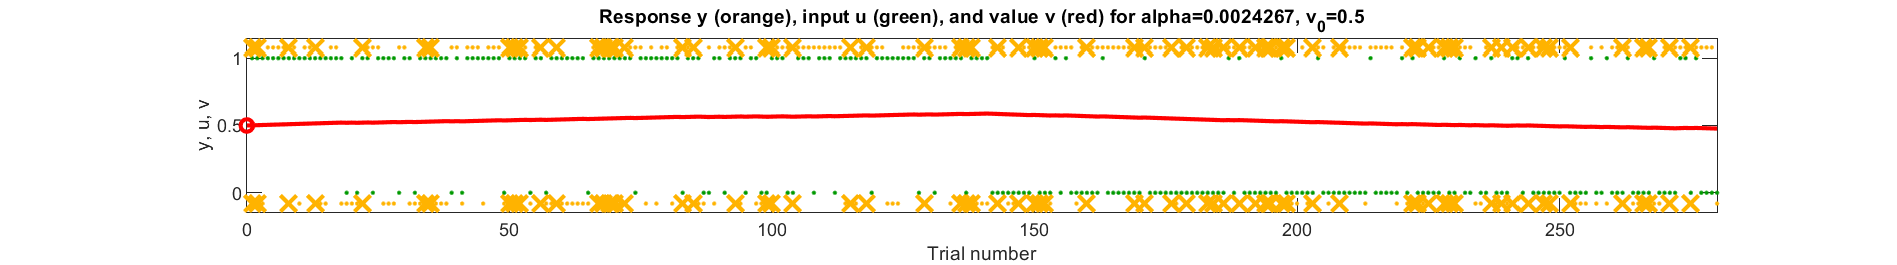 Response y (orange), input u (green), and value v (red) for alpha=0.0024267, v0=0.5
y, u, v
1
0.5
0
0 50 100 150 200 250
Trial number